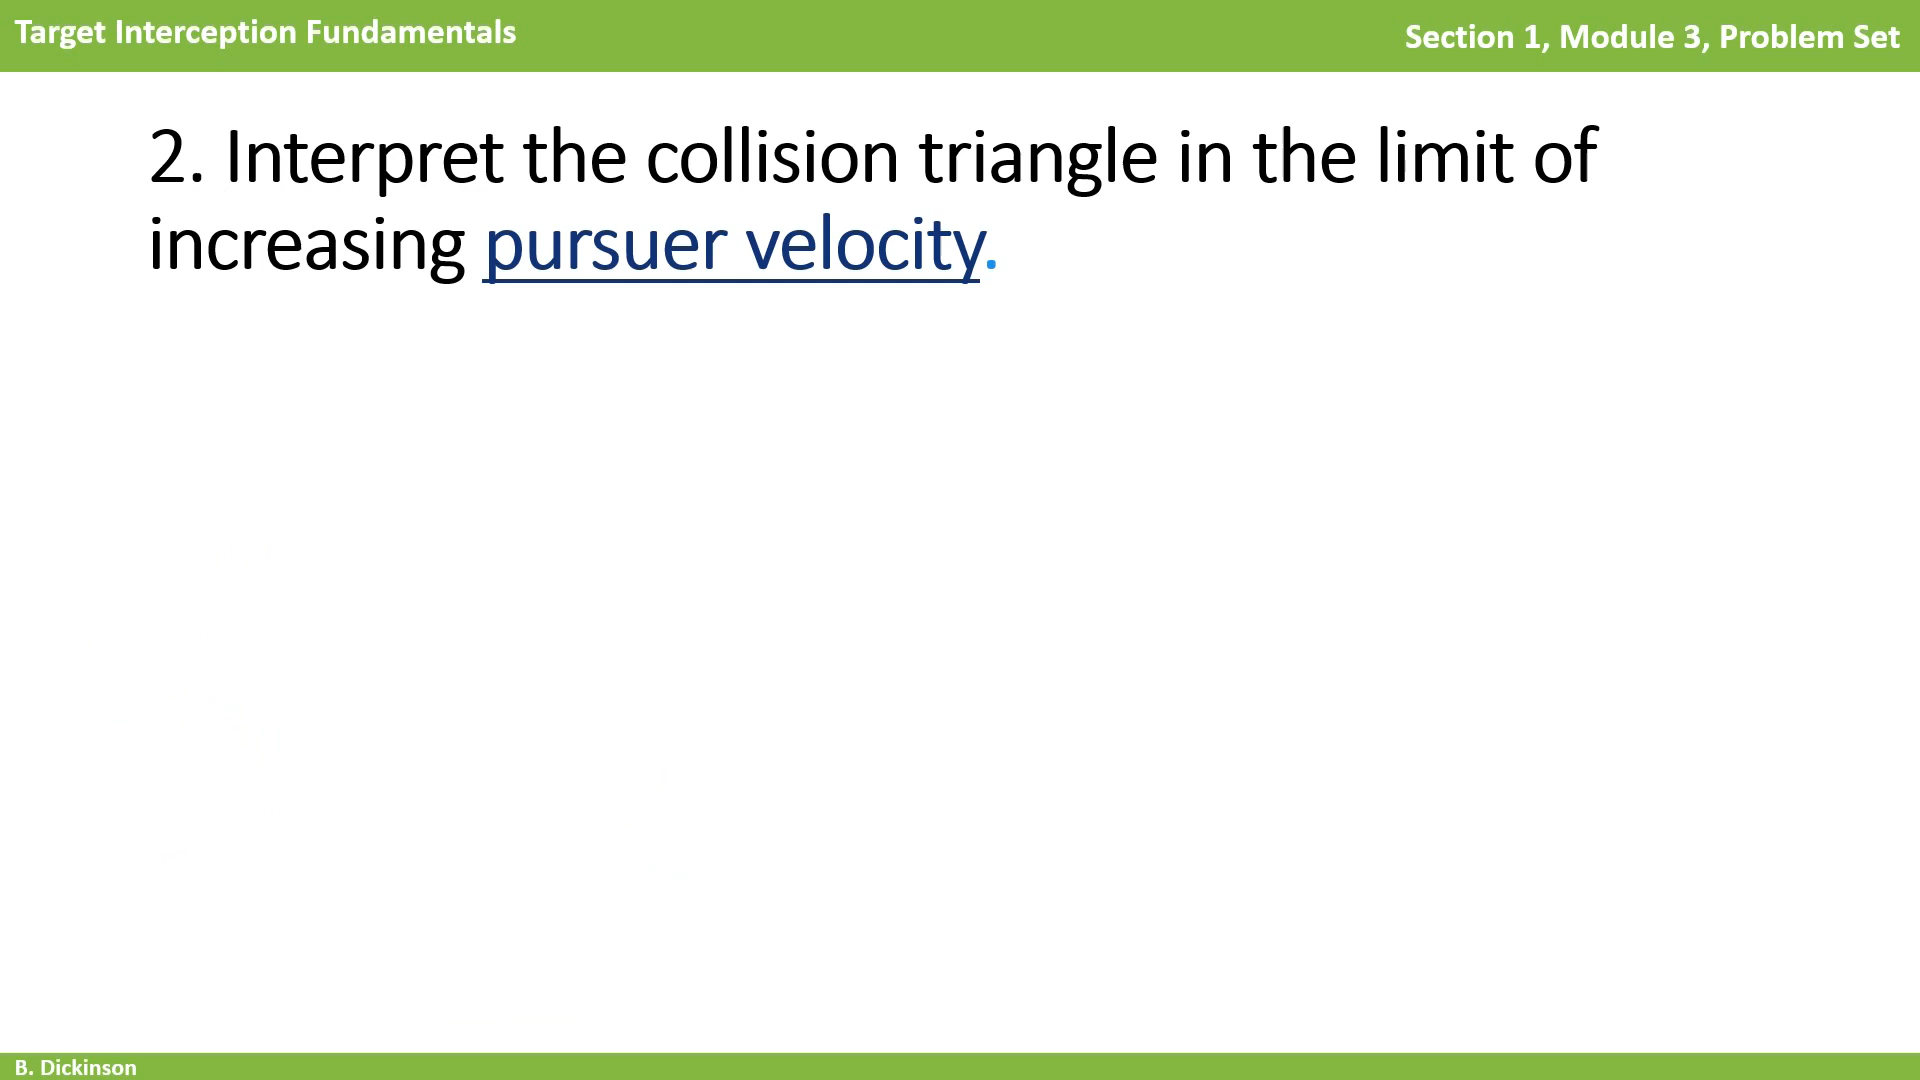 Target Interception Fundamentals
Section 1, Module 3, Problem Set
2. Interpret the collision triangle in the limit of
increasing pursuer velocity.
B. Dickinson